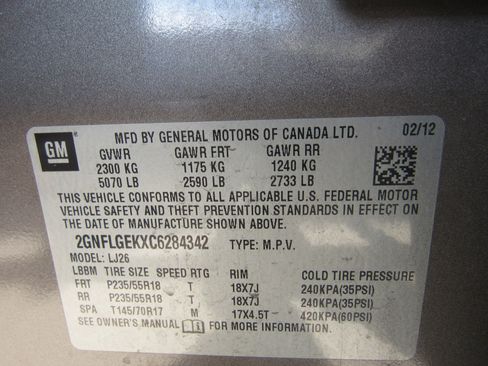 GM
MFD BY GENERAL MOTORS OF CANADA LTD. 02/12
GVWR GAWR FRT GAWR RR
2300 KG 1175 KG 1240 KG
5070 LB 2590 LB 2733 LB
THIS VEHICLE CONFORMS TO ALL APPLICABLE U.S. FEDERAL MOTOR
VEHICLE SAFETY AND THEFT PREVENTION STANDARDS IN EFFECT ON
THE DATE OF MANUFACTURE SHOWN ABOVE.
2GNFLGEKXC6284342 TYPE: M.P.V.
MODEL: LJ26
LBBM TIRE SIZE SPEED RTG RIM COLD TIRE PRESSURE
FRT P235/55R18 T 18X7J 240KPA(35PSI)
RR P235/55R18 T 18X7J 240KPA(35PSI)
SPA T145/70R17 M 17X4.5T 420KPA(60PSI)
SEE OWNER'S MANUAL FOR MORE INFORMATION.